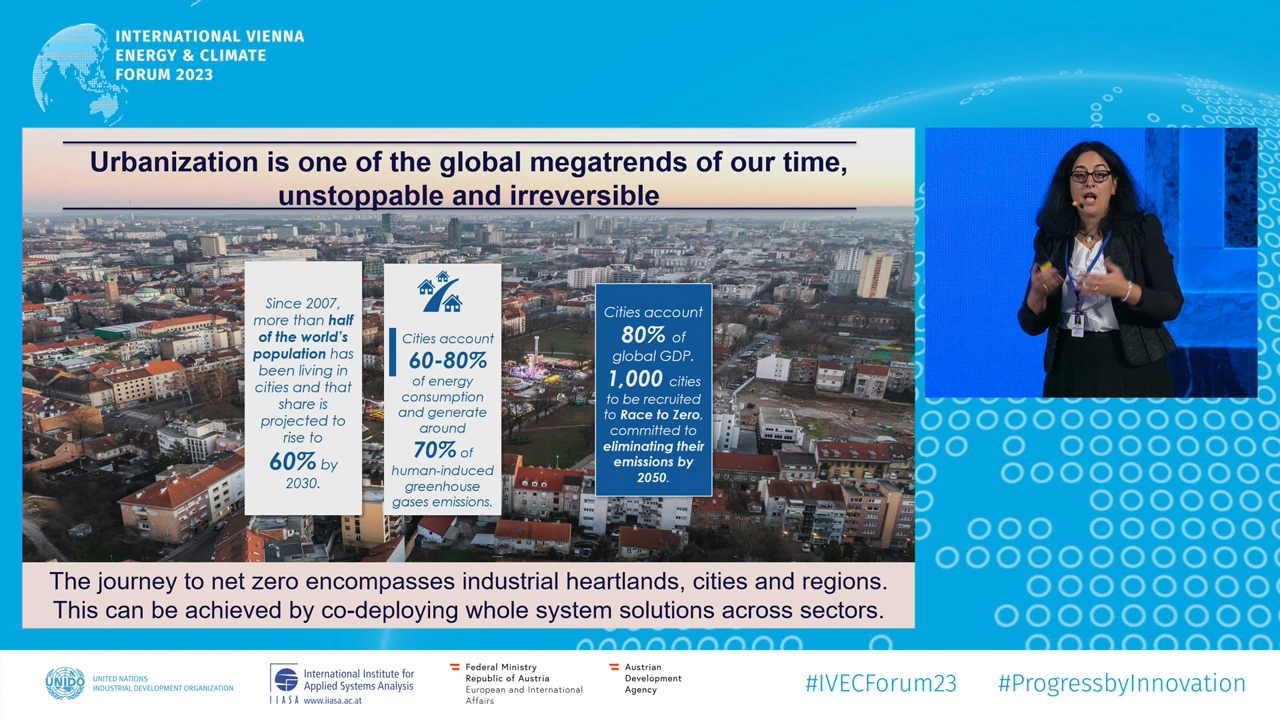 INTERNATIONAL VIENNA
ENERGY & CLIMATE
FORUM 2023
Urbanization is one of the global megatrends of our time,
unstoppable and irreversible
Since 2007,
more than half
of the world's
population has
been living in
cities and that
share is
projected to
rise to
60% by
2030.
Cities account
60-80%
of energy
consumption
and generate
around
70% of
human-induced
greenhouse
gases emissions.
Cities account
80% of
global GDP.
1,000 cities
to be recruited
to Race to Zero,
committed to
eliminating their
emissions by
2050.
The journey to net zero encompasses industrial heartlands, cities and regions.
This can be achieved by co-deploying whole system solutions across sectors.
UNIDO
UNITED NATIONS
INDUSTRIAL DEVELOPMENT ORGANIZATION
IIASA
International Institute for
Applied Systems Analysis
www.iiasa.ac.at
Federal Ministry
Republic of Austria
European and International
Affairs
Austrian
Development
Agency
#IVECForum23
#ProgressbyInnovation